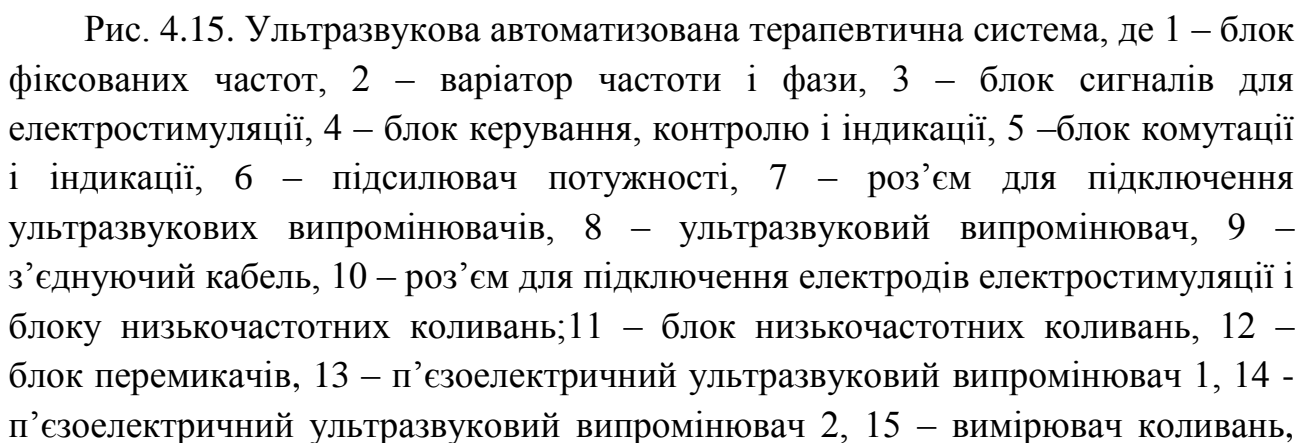 Рис. 4.15. Ультразвукова автоматизована терапевтична система, де 1 – блок
фіксованих частот, 2 – варіатор частоти і фази, 3 – блок сигналів для
електростимуляції, 4 – блок керування, контролю і індикації, 5 –блок комутації
і індикації, 6 – підсилювач потужності, 7 – роз’єм для підключення
ультразвукових випромінювачів, 8 – ультразвуковий випромінювач, 9 –
з’єднуючий кабель, 10 – роз’єм для підключення електродів електростимуляції і
блоку низькочастотних коливань;11 – блок низькочастотних коливань, 12 –
блок перемикачів, 13 – п’єзоелектричний ультразвуковий випромінювач 1, 14 -
п’єзоелектричний ультразвуковий випромінювач 2, 15 – вимірювач коливань,